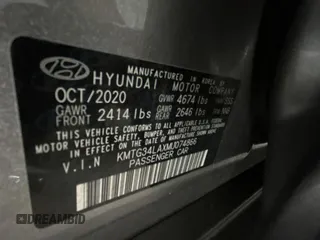 MANUFACTURED IN KOREA BY
HYUNDAI MOTOR COMPANY
OCT/2020 GVWR 4674 lbs
GAWR FRONT 2414 lbs GAWR REAR 2646 lbs
THIS VEHICLE CONFORMS TO ALL APPLICABLE
FEDERAL MOTOR VEHICLE SAFETY, BUMPER, AND
THEFT PREVENTION STANDARDS IN EFFECT ON
THE DATE OF MANUFACTURE SHOWN ABOVE.
V.I.N KMTG34LAXMU074866
PASSENGER CAR
DREAMBID